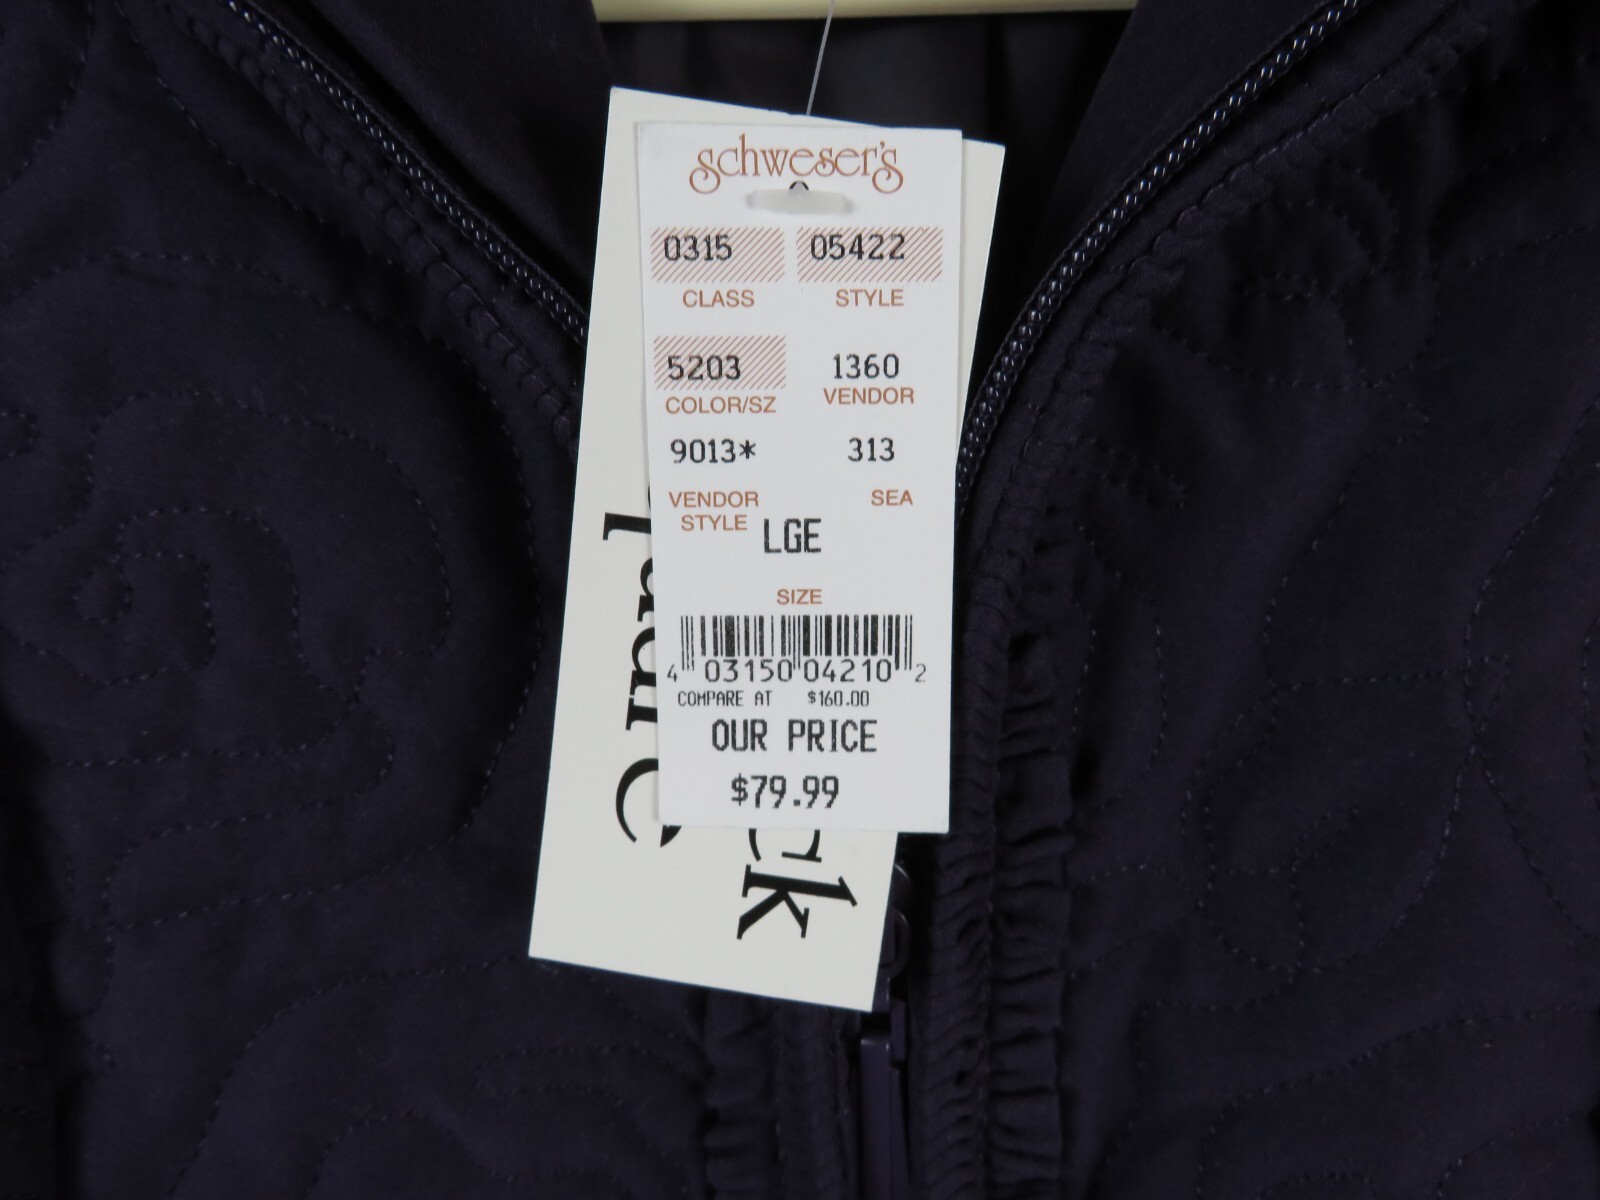 Schweser's
0315 05422
CLASS STYLE
5203 1360
COLOR/SZ VENDOR
9013* 313
VENDOR STYLE SEA
LGE
SIZE
4 03150 04210 2
COMPARE AT $160.00
OUR PRICE
$79.99